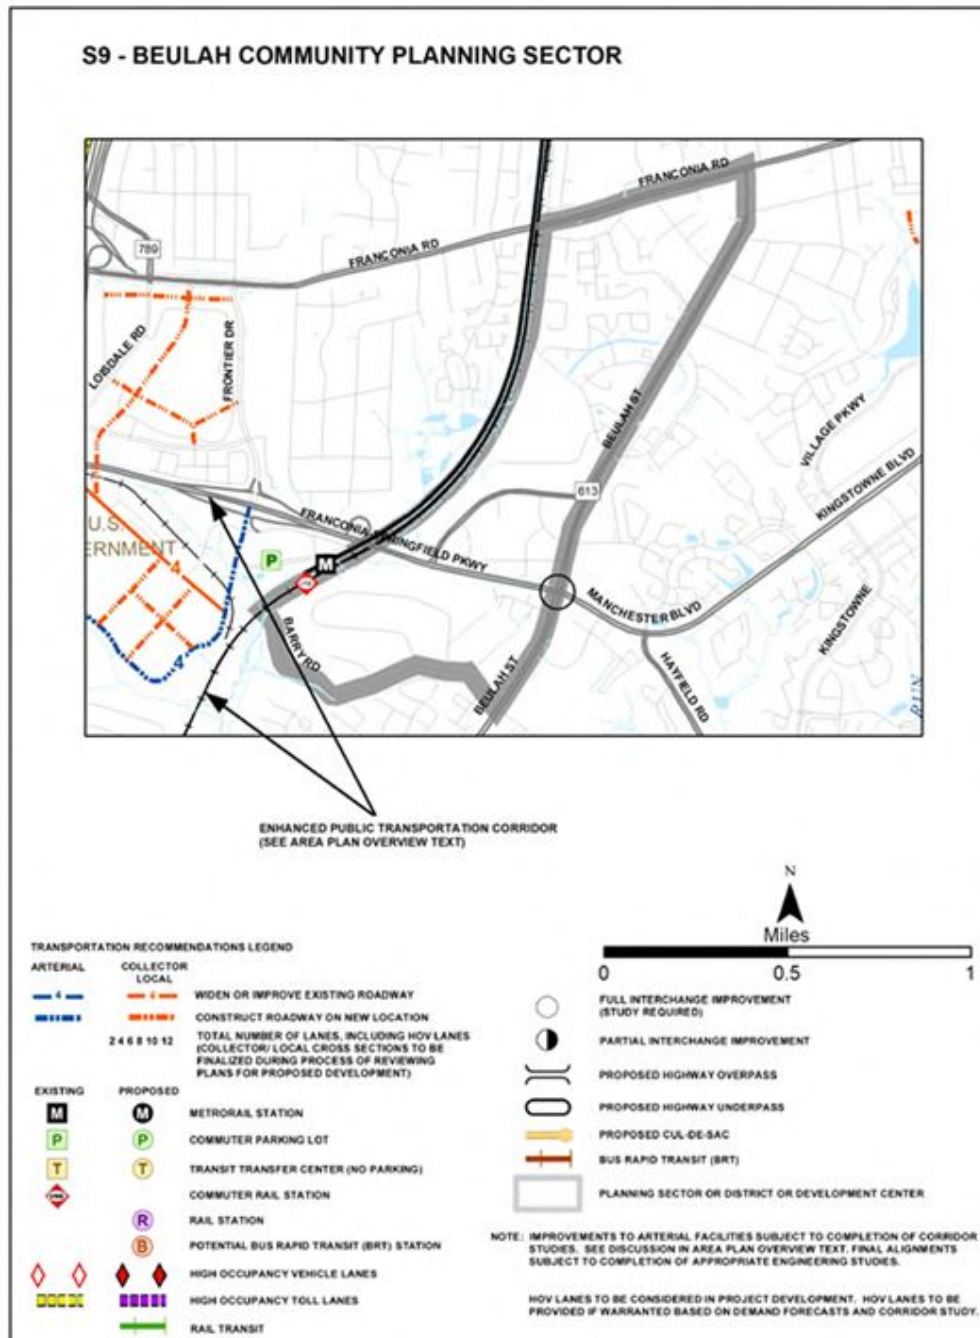 S9 - BEULAH COMMUNITY PLANNING SECTOR
FRANCONIA RD
789
FRANCONIA RD
LOISDALE RD
FRONTIER DR
BEULAH ST
VILLAGE PKWY
KINGSTOWNE BLVD
613
U.S.
ERNMENT
FRANCONIA SPRINGFIELD PKWY
P
M
4
MANCHESTER BLVD
KINGSTOWNE
BARRY RD
4
BEULAH ST
HAYFIELD RD
RUN
ENHANCED PUBLIC TRANSPORTATION CORRIDOR
(SEE AREA PLAN OVERVIEW TEXT)
N
Miles
0 0.5 1
TRANSPORTATION RECOMMENDATIONS LEGEND
ARTERIAL COLLECTOR
LOCAL
4 4 WIDEN OR IMPROVE EXISTING ROADWAY
CONSTRUCT ROADWAY ON NEW LOCATION
2 4 6 8 10 12 TOTAL NUMBER OF LANES, INCLUDING HOV LANES
(COLLECTOR/ LOCAL CROSS SECTIONS TO BE
FINALIZED DURING PROCESS OF REVIEWING
PLANS FOR PROPOSED DEVELOPMENT)
EXISTING PROPOSED
M M METRORAIL STATION
P P COMMUTER PARKING LOT
T T TRANSIT TRANSFER CENTER (NO PARKING)
COMMUTER RAIL STATION
R RAIL STATION
B POTENTIAL BUS RAPID TRANSIT (BRT) STATION
HIGH OCCUPANCY VEHICLE LANES
HIGH OCCUPANCY TOLL LANES
RAIL TRANSIT
FULL INTERCHANGE IMPROVEMENT
(STUDY REQUIRED)
PARTIAL INTERCHANGE IMPROVEMENT
PROPOSED HIGHWAY OVERPASS
PROPOSED HIGHWAY UNDERPASS
PROPOSED CUL-DE-SAC
BUS RAPID TRANSIT (BRT)
PLANNING SECTOR OR DISTRICT OR DEVELOPMENT CENTER
NOTE: IMPROVEMENTS TO ARTERIAL FACILITIES SUBJECT TO COMPLETION OF CORRIDOR
STUDIES. SEE DISCUSSION IN AREA PLAN OVERVIEW TEXT. FINAL ALIGNMENTS
SUBJECT TO COMPLETION OF APPROPRIATE ENGINEERING STUDIES.
HOV LANES TO BE CONSIDERED IN PROJECT DEVELOPMENT. HOV LANES TO BE
PROVIDED IF WARRANTED BASED ON DEMAND FORECASTS AND CORRIDOR STUDY.